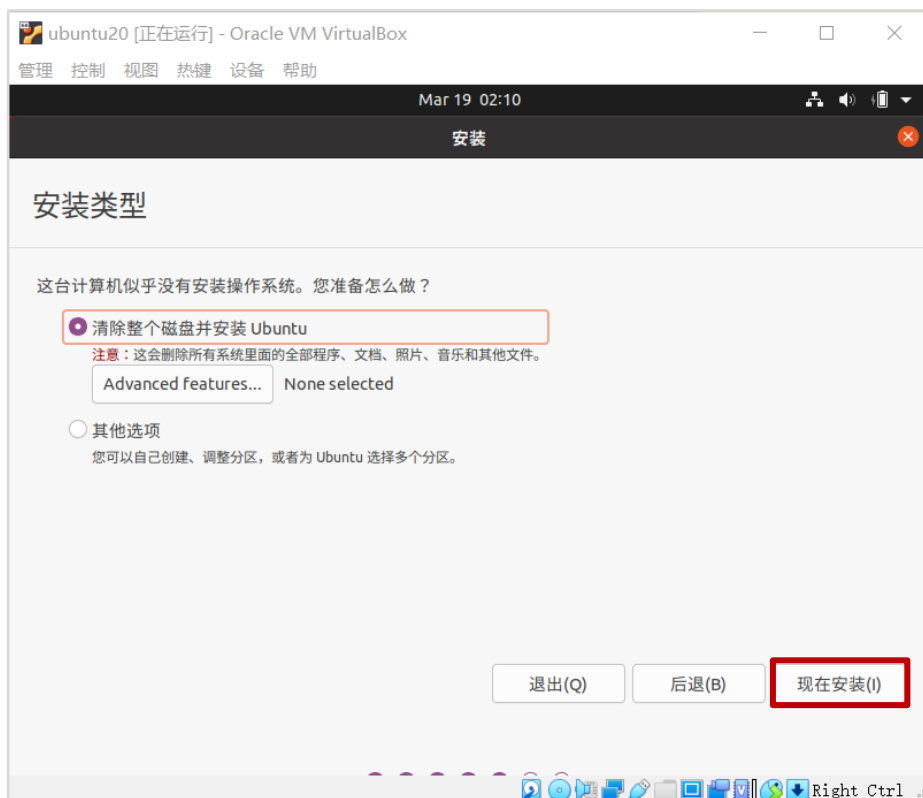 ubuntu20 [正在运行] - Oracle VM VirtualBox
管理 控制 视图 热键 设备 帮助
Mar 19 02:10
安装
安装类型
这台计算机似乎没有安装操作系统。您准备怎么做？
清除整个磁盘并安装 Ubuntu
注意：这会删除所有系统里面的全部程序、文档、照片、音乐和其他文件。
Advanced features... None selected
其他选项
您可以自己创建、调整分区，或者为 Ubuntu 选择多个分区。
退出(Q) 后退(B) 现在安装(I)
Right Ctrl